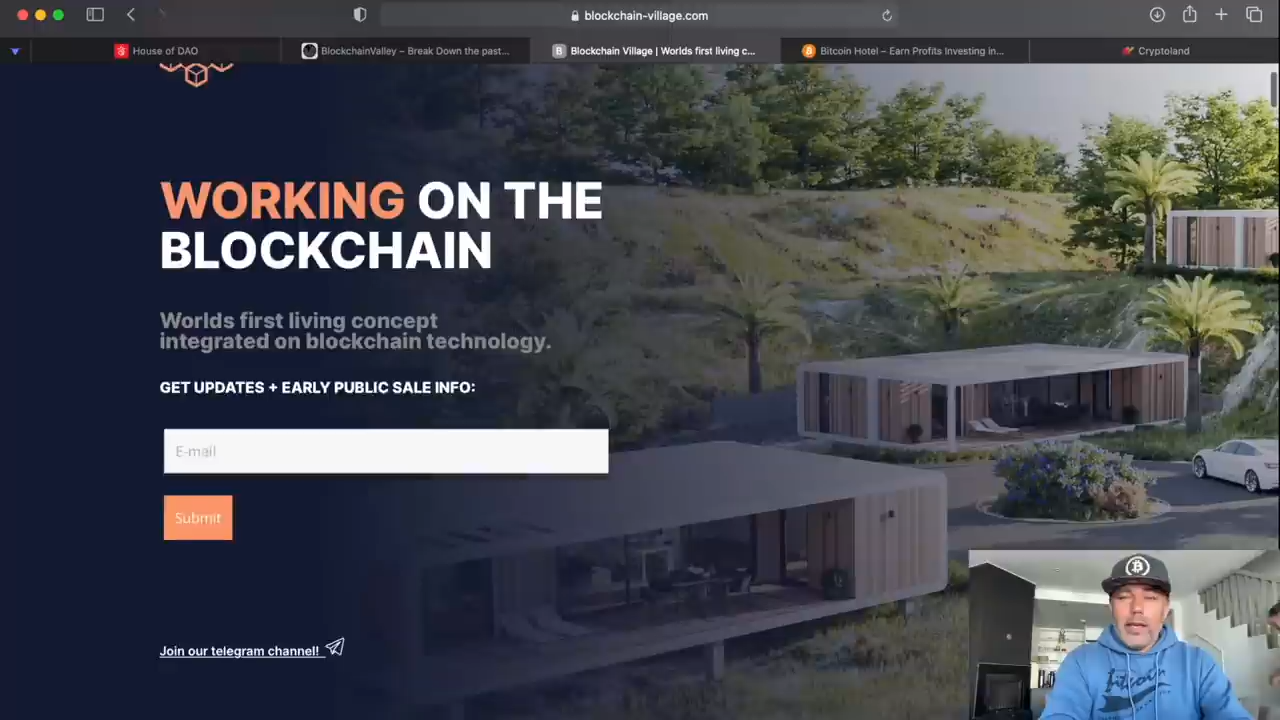 blockchain-village.com
House of DAO
BlockchainValley – Break Down the past...
Blockchain Village | Worlds first living c...
Bitcoin Hotel – Earn Profits Investing in...
Cryptoland
WORKING ON THE
BLOCKCHAIN
Worlds first living concept
integrated on blockchain technology.
GET UPDATES + EARLY PUBLIC SALE INFO:
E-mail
Submit
Join our telegram channel!
bitcoin